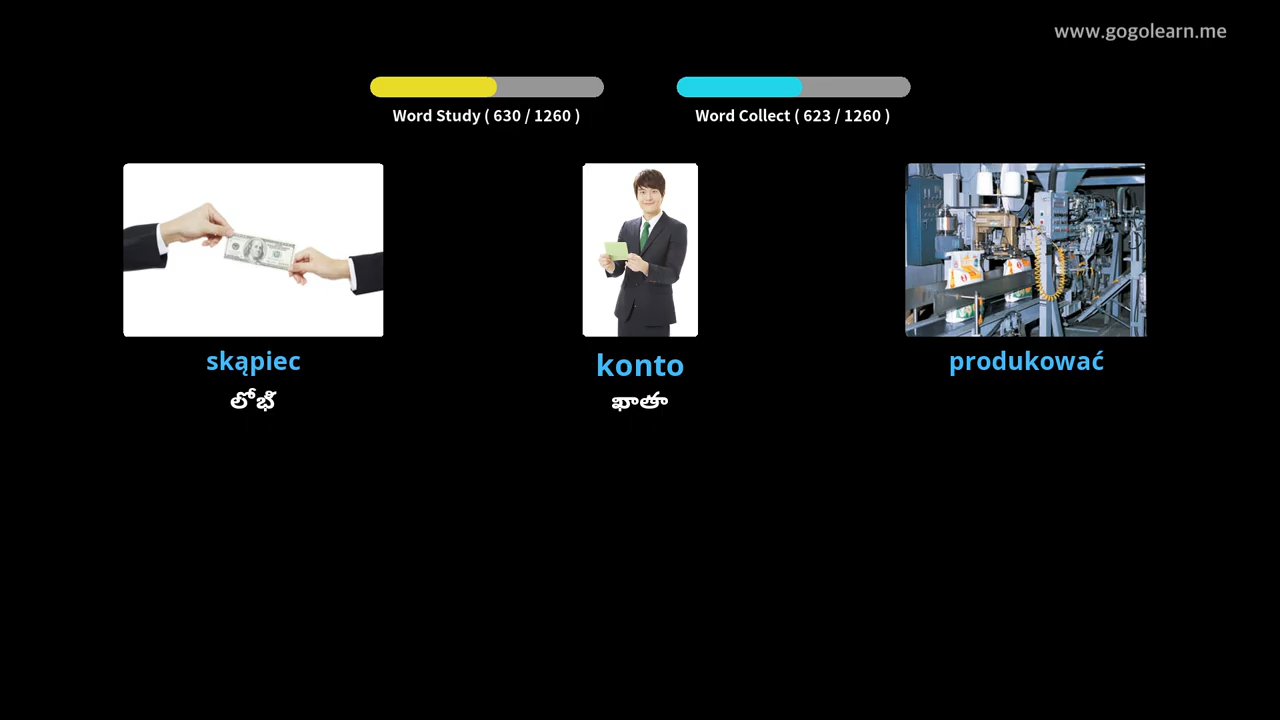 www.gogolearn.me
Word Study ( 630 / 1260 )
Word Collect ( 623 / 1260 )
skąpiec
konto
produkować
లోభి
ఖాతా